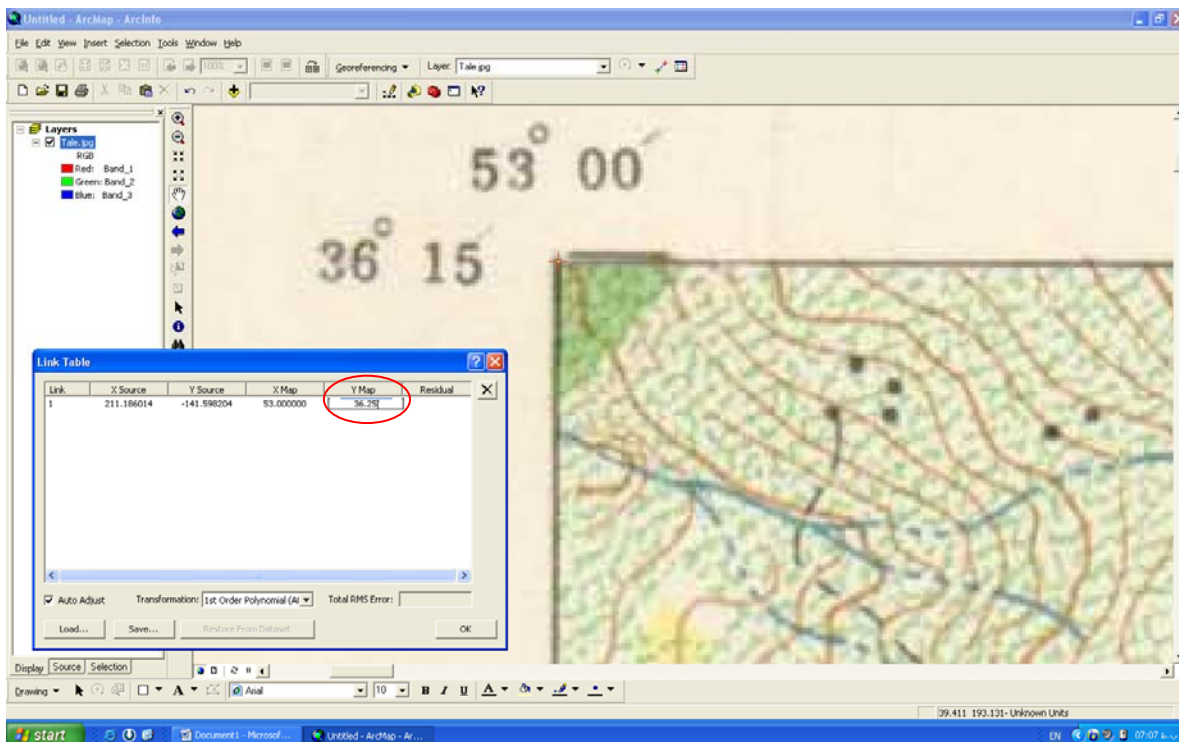 Untitled - ArcMap - ArcInfo
File Edit View Insert Selection Tools Window Help
100% Georeferencing Layer: Tale.jpg
Layers
Tale.jpg
RGB
Red: Band_1
Green: Band_2
Blue: Band_3
53° 00′
36° 15′
Link Table
Link X Source Y Source X Map Y Map Residual
1 211.186014 -141.598204 53.000000 36.25
Auto Adjust Transformation: 1st Order Polynomial (Af Total RMS Error:
Load... Save... Restore From Dataset OK
Display Source Selection
Drawing A Arial 10 B I U A
39.411 193.131- Unknown Units
start Document1 - Microsof... Untitled - ArcMap - Ar... EN 07:07